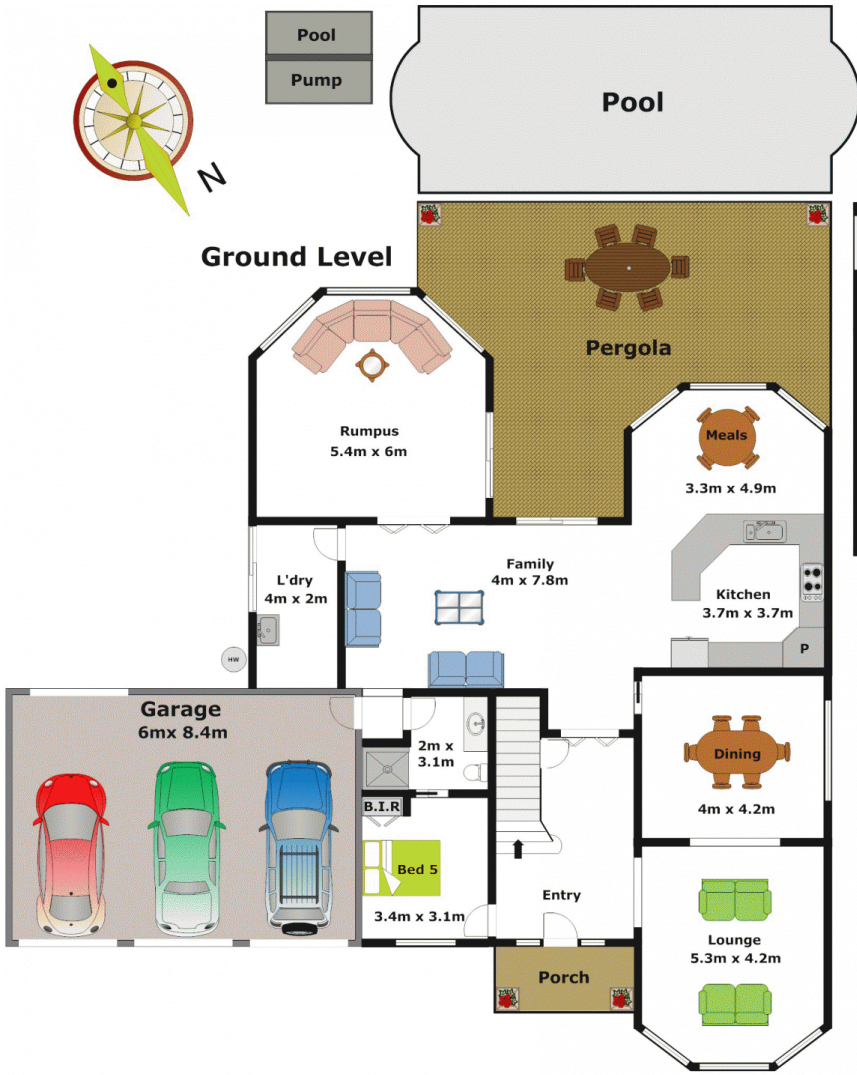 Pool
Pump
Pool
N
Ground Level
Pergola
Rumpus
5.4m x 6m
Meals
3.3m x 4.9m
Family
4m x 7.8m
L'dry
4m x 2m
Kitchen
3.7m x 3.7m
P
HW
Garage
6mx 8.4m
2m x
3.1m
Dining
4m x 4.2m
B.I.R
Bed 5
3.4m x 3.1m
Entry
Lounge
5.3m x 4.2m
Porch